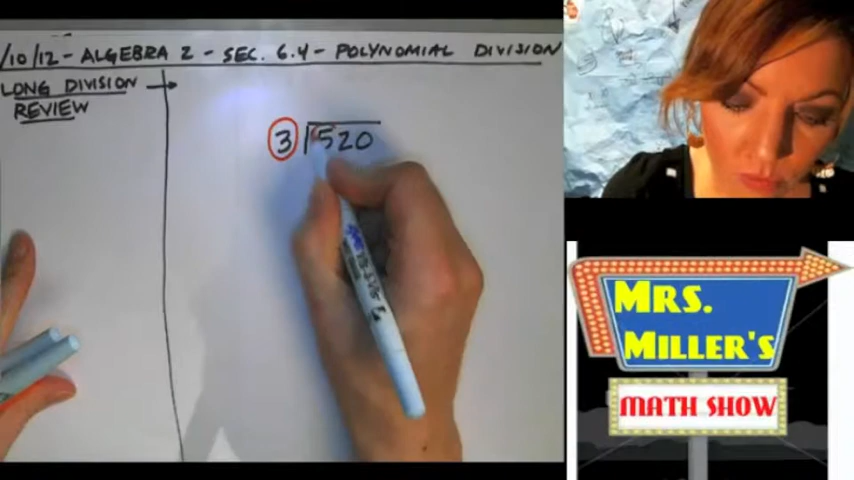 /10/12 - ALGEBRA 2 - SEC. 6.4 - POLYNOMIAL DIVISION
LONG DIVISION
REVIEW
3 520
MRS.
MILLER'S
MATH SHOW